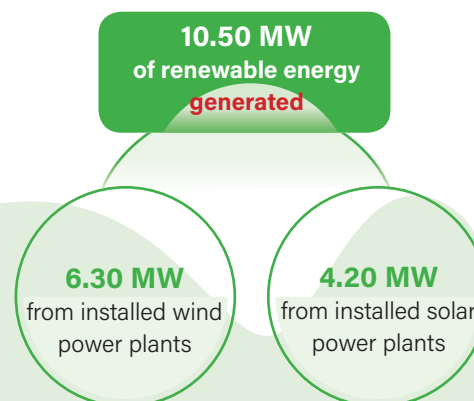 10.50 MW
of renewable energy
generated
6.30 MW
from installed wind
power plants
4.20 MW
from installed solar
power plants